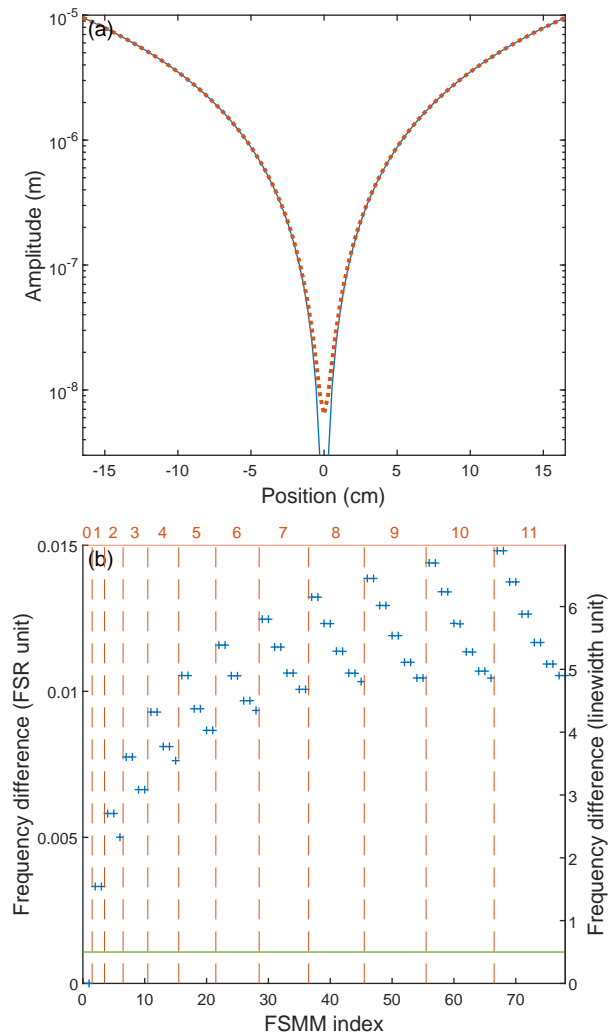 (a)
10^-5
10^-6
10^-7
10^-8
Amplitude (m)
-15 -10 -5 0 5 10 15
Position (cm)
0 1 2 3 4 5 6 7 8 9 10 11
(b)
0.015
0.01
0.005
0
Frequency difference (FSR unit)
6
5
4
3
2
1
0
Frequency difference (linewidth unit)
0 10 20 30 40 50 60 70
FSMM index